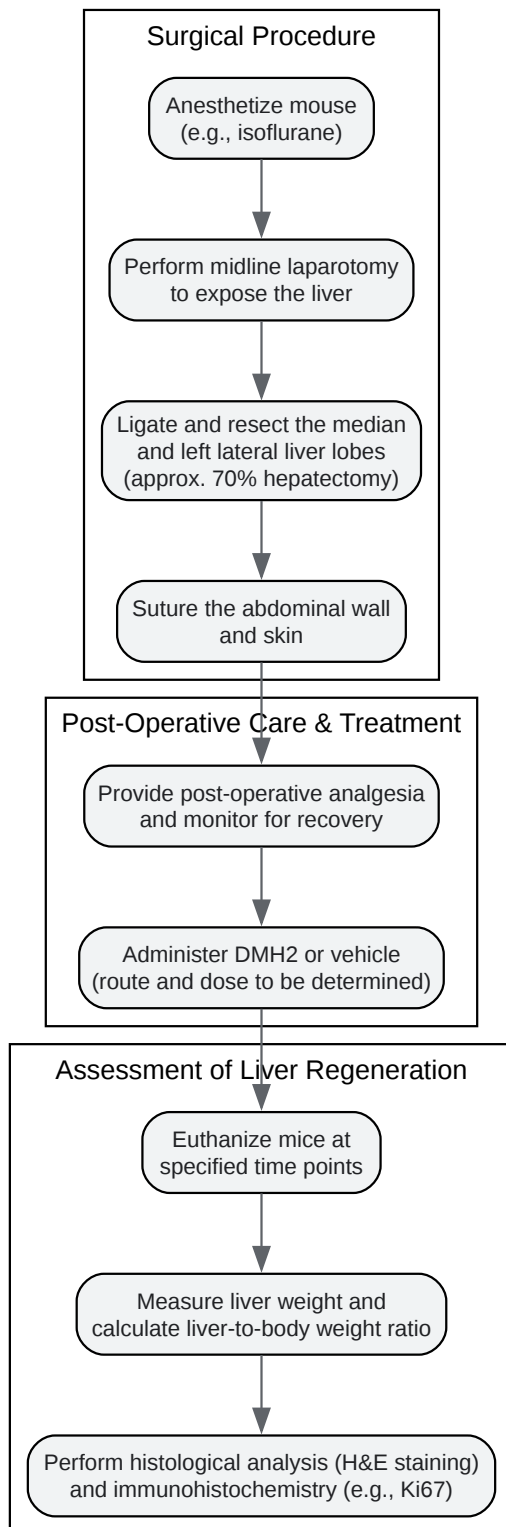 Surgical Procedure
Anesthetize mouse
(e.g., isoflurane)
Perform midline laparotomy
to expose the liver
Ligate and resect the median
and left lateral liver lobes
(approx. 70% hepatectomy)
Suture the abdominal wall
and skin
Post-Operative Care & Treatment
Provide post-operative analgesia
and monitor for recovery
Administer DMH2 or vehicle
(route and dose to be determined)
Assessment of Liver Regeneration
Euthanize mice at
specified time points
Measure liver weight and
calculate liver-to-body weight ratio
Perform histological analysis (H&E staining)
and immunohistochemistry (e.g., Ki67)